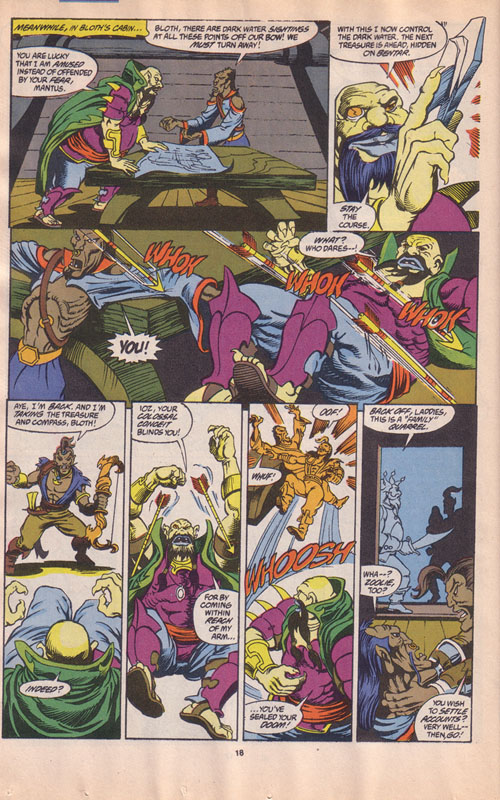 MEANWHILE, IN BLOTH'S CABIN...
BLOTH, THERE ARE DARK WATER SIGHTINGS
AT ALL THESE POINTS OFF OUR BOW! WE
MUST TURN AWAY!
YOU ARE LUCKY
THAT I AM AMUSED
INSTEAD OF OFFENDED
BY YOUR FEAR,
MANTUS.
WITH THIS I NOW CONTROL
THE DARK WATER. THE NEXT
TREASURE IS AHEAD, HIDDEN
ON BEHTAR.
STAY
THE
COURSE.
WHOK
YOU!
WHOK
WHAT?
WHO DARES--!
WHOK
WHOK
AYE, I'M BACK. AND I'M
TAKING THE TREASURE
AND COMPASS, BLOTH!
INDEED?
IOZ, YOUR
COLOSSAL
CONCEIT
BLINDS YOU!
FOR BY
COMING
WITHIN
REACH
OF MY
ARM...
OOF!
WHUF!
WHOOSH
...YOU'VE
SEALED YOUR
DOOM!
BACK OFF, LADDIES,
THIS IS A "FAMILY"
QUARREL.
WHA--?
ZOOLIE,
TOO?
YOU WISH
TO SETTLE
ACCOUNTS?
VERY WELL--
THEN, GO!
18